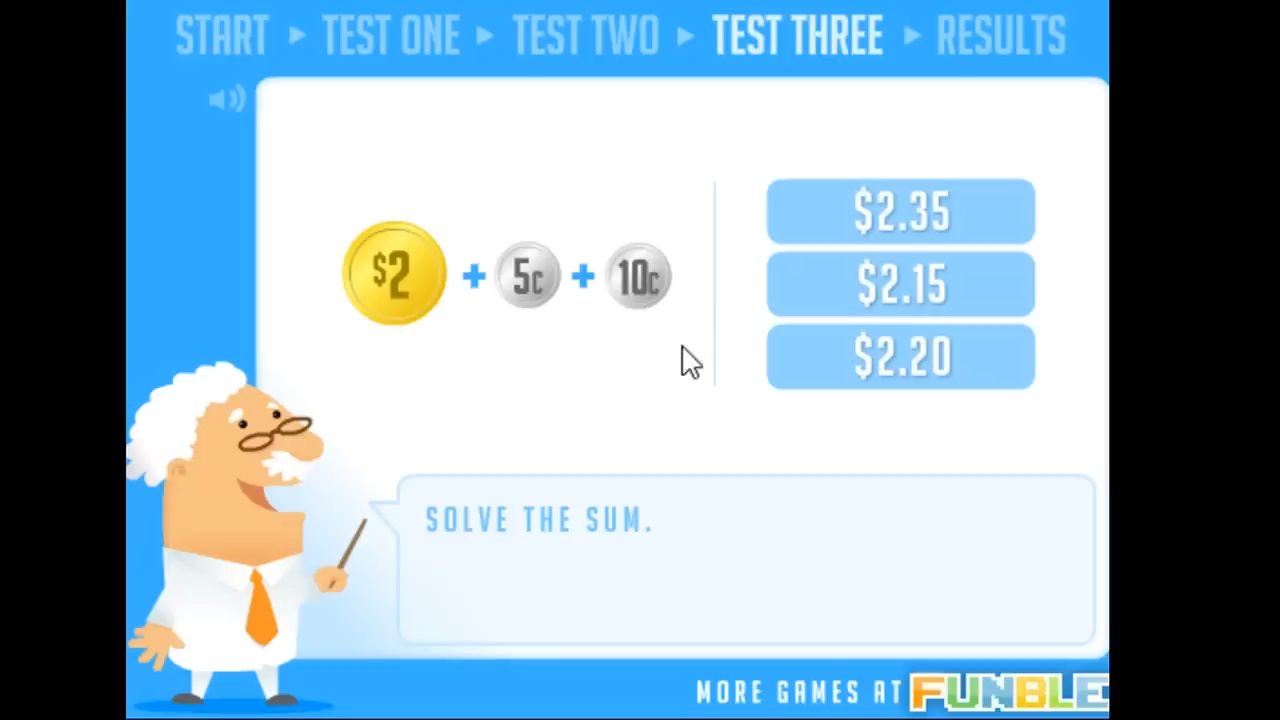 START ► TEST ONE ► TEST TWO ► TEST THREE ► RESULTS
$2 + 5c + 10c
$2.35
$2.15
$2.20
SOLVE THE SUM.
MORE GAMES AT FUNBLE